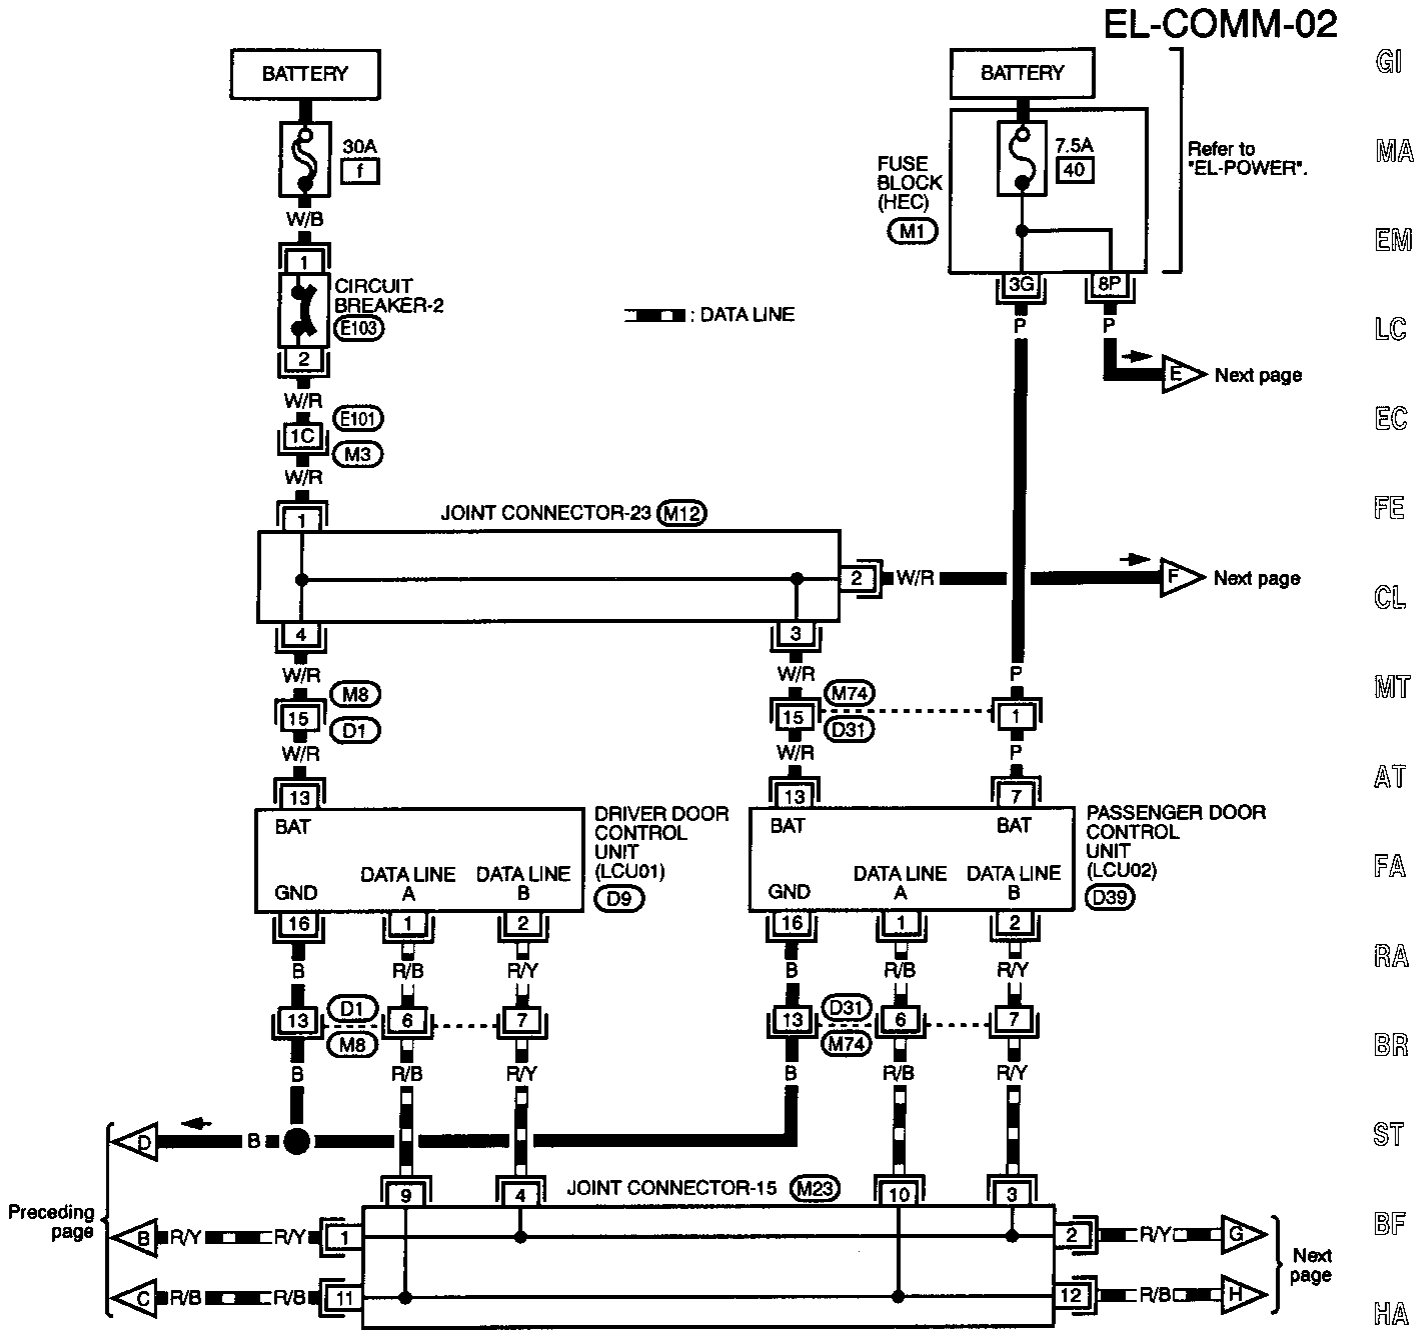 EL-COMM-02
GI
BATTERY
BATTERY
30A
f
FUSE
BLOCK
(HEC)
M1
7.5A
40
Refer to
"EL-POWER".
MA
W/B
EM
1
CIRCUIT
BREAKER-2
E103
2
3G
8P
: DATA LINE
P
P
LC
E
Next page
W/R
E101
1C
M3
EC
W/R
1
JOINT CONNECTOR-23
M12
FE
2
W/R
F
Next page
CL
4
3
W/R
W/R
P
MT
M8
15
D1
M74
15
D31
1
W/R
W/R
P
AT
13
13
7
BAT
DRIVER DOOR
CONTROL
UNIT
(LCU01)
D9
BAT
BAT
PASSENGER DOOR
CONTROL
UNIT
(LCU02)
D39
FA
GND
DATA LINE
A
DATA LINE
B
GND
DATA LINE
A
DATA LINE
B
16
1
2
16
1
2
B
R/B
R/Y
B
R/B
R/Y
RA
13
D1
M8
6
7
13
D31
M74
6
7
BR
B
R/B
R/Y
B
R/B
R/Y
D
B
ST
9
4
JOINT CONNECTOR-15
M23
10
3
Preceding
page
B
R/Y
R/Y
1
2
R/Y
G
BF
Next
page
C
R/B
R/B
11
12
R/B
H
HA